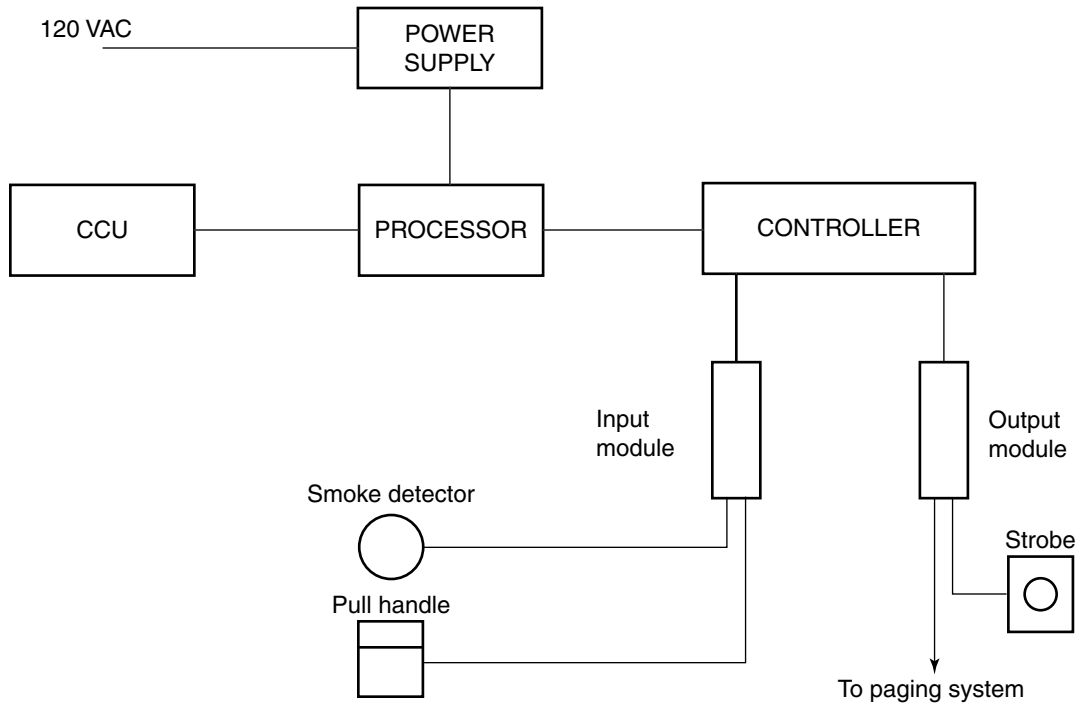 120 VAC
POWER
SUPPLY
CCU
PROCESSOR
CONTROLLER
Input
module
Output
module
Smoke detector
Strobe
Pull handle
To paging system